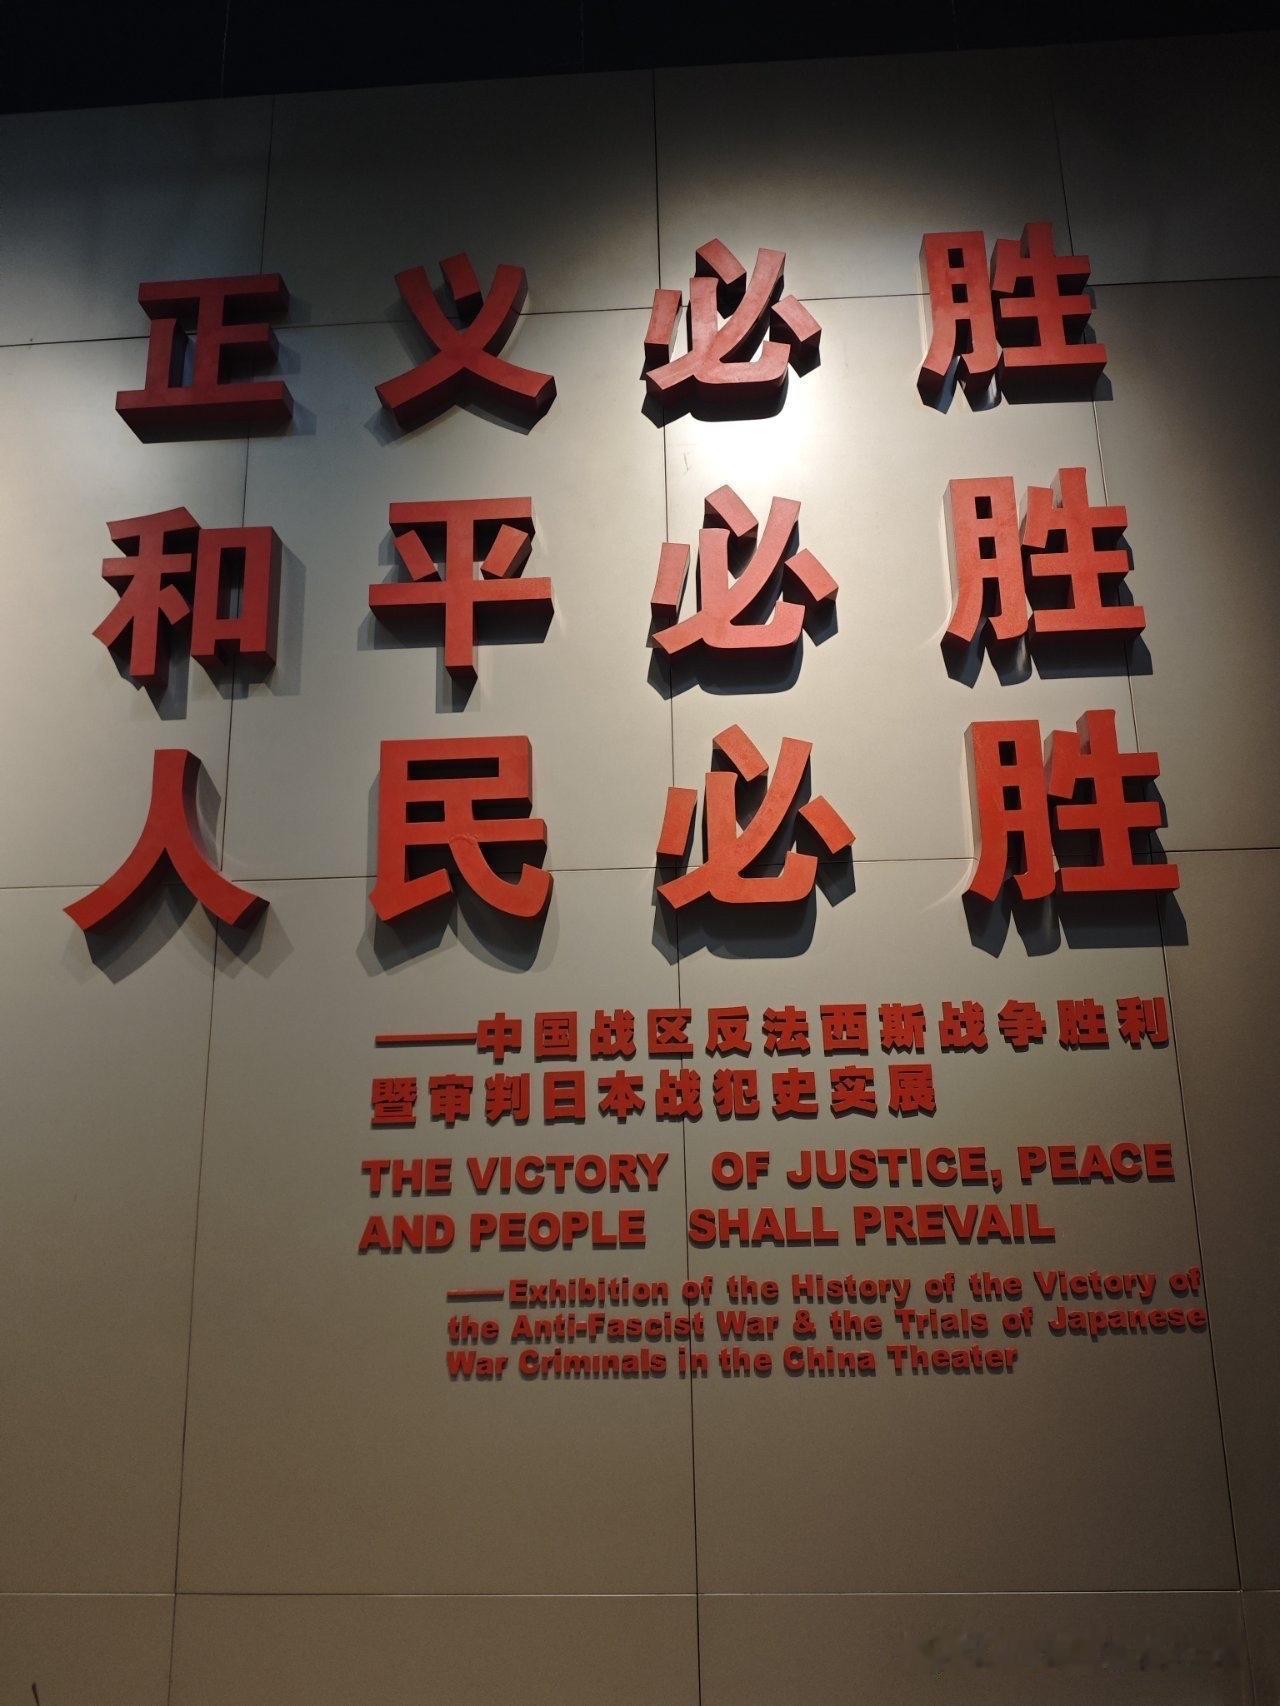 正义必胜
和平必胜
人民必胜
——中国战区反法西斯战争胜利
暨审判日本战犯史实展
THE VICTORY OF JUSTICE, PEACE
AND PEOPLE SHALL PREVAIL
——Exhibition of the History of the Victory of
the Anti-Fascist War & the Trials of Japanese
War Criminals in the China Theater